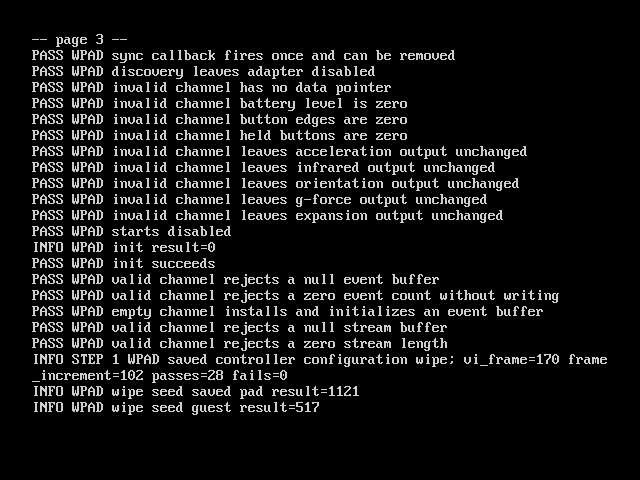 -- page 3 --
PASS WPAD sync callback fires once and can be removed
PASS WPAD discovery leaves adapter disabled
PASS WPAD invalid channel has no data pointer
PASS WPAD invalid channel battery level is zero
PASS WPAD invalid channel button edges are zero
PASS WPAD invalid channel held buttons are zero
PASS WPAD invalid channel leaves acceleration output unchanged
PASS WPAD invalid channel leaves infrared output unchanged
PASS WPAD invalid channel leaves orientation output unchanged
PASS WPAD invalid channel leaves g-force output unchanged
PASS WPAD invalid channel leaves expansion output unchanged
PASS WPAD starts disabled
INFO WPAD init result=0
PASS WPAD init succeeds
PASS WPAD valid channel rejects a null event buffer
PASS WPAD valid channel rejects a zero event count without writing
PASS WPAD empty channel installs and initializes an event buffer
PASS WPAD valid channel rejects a null stream buffer
PASS WPAD valid channel rejects a zero stream length
INFO STEP 1 WPAD saved controller configuration wipe; vi_frame=170 frame
_increment=102 passes=28 fails=0
INFO WPAD wipe seed saved pad result=1121
INFO WPAD wipe seed guest result=517